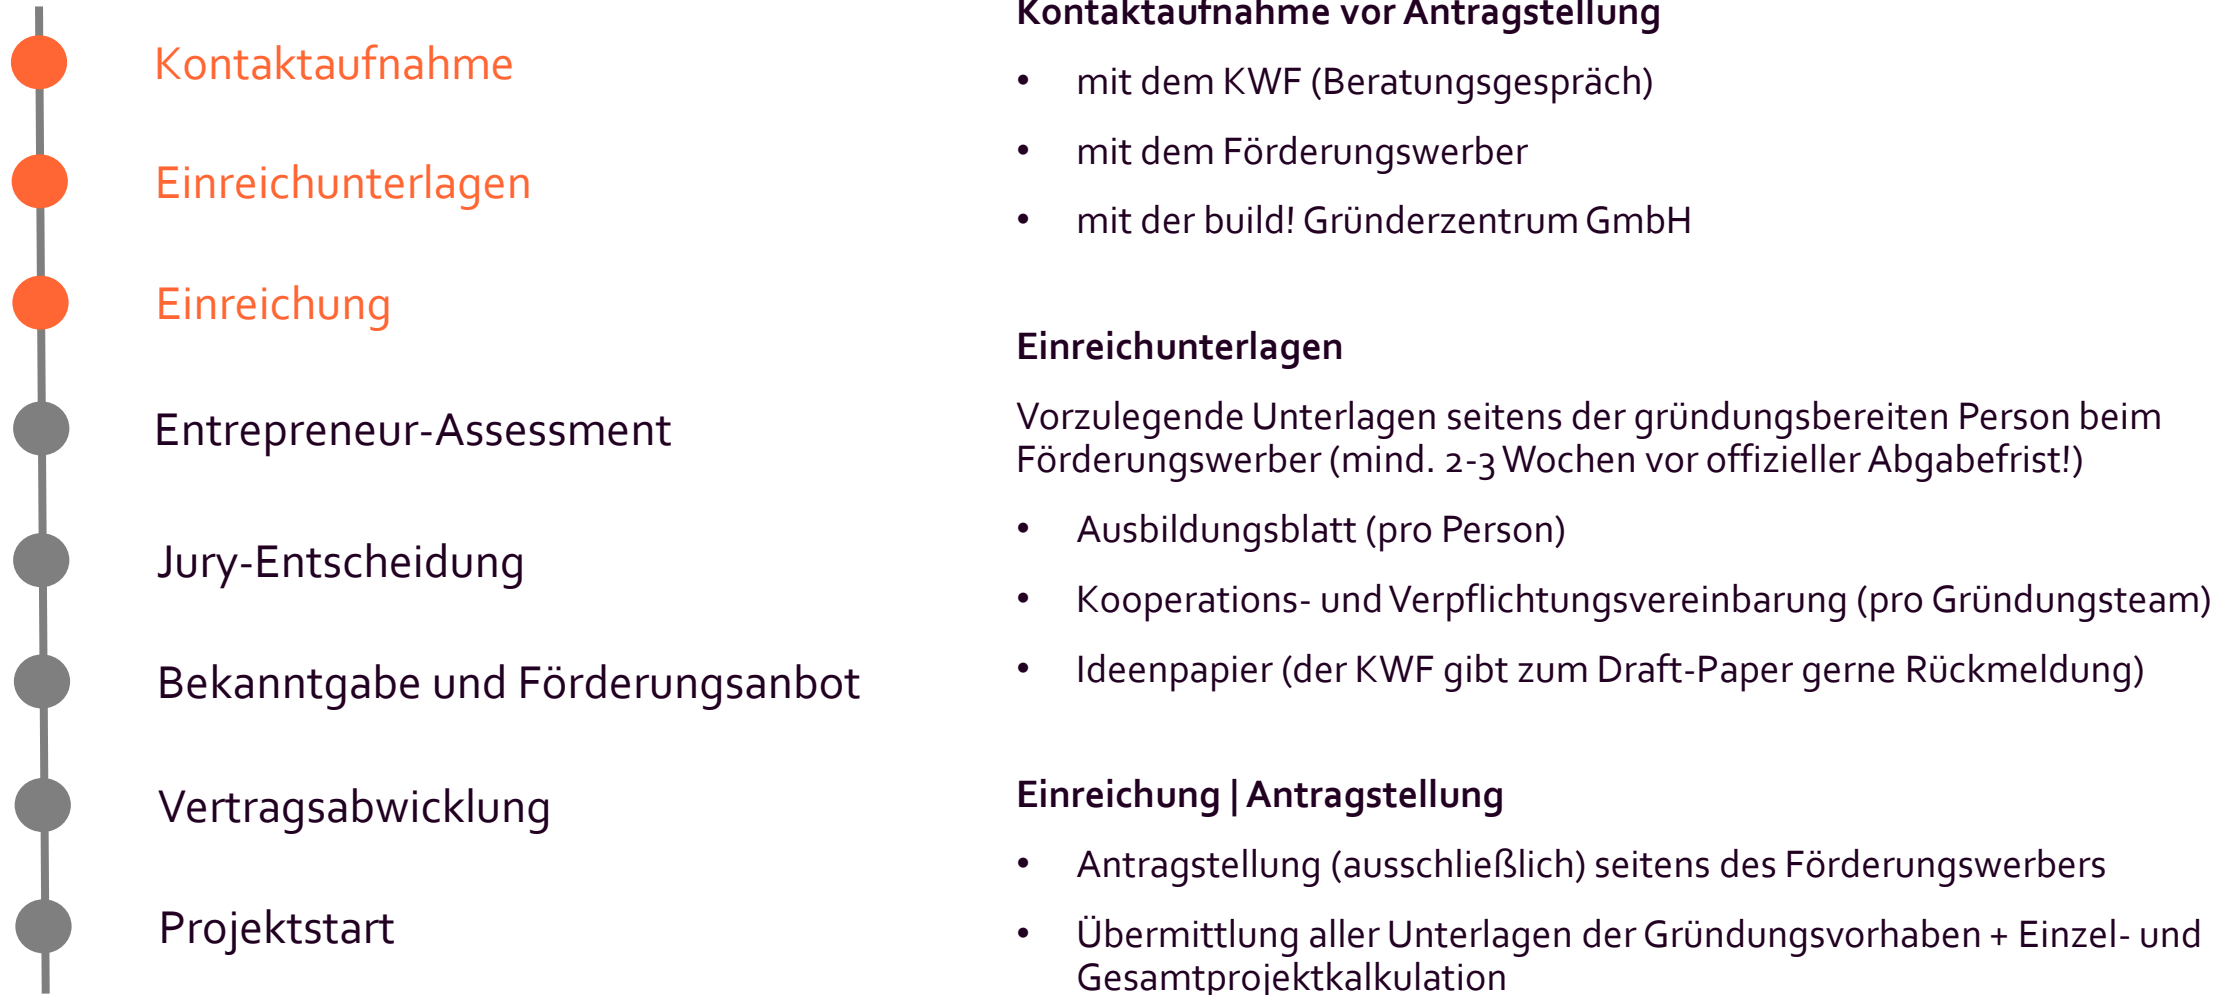 Kontaktaufnahme
Einreichunterlagen
Einreichung
Entrepreneur-Assessment
Jury-Entscheidung
Bekanntgabe und Förderungsanbot
Vertragsabwicklung
Projektstart
Kontaktaufnahme vor Antragstellung
• mit dem KWF (Beratungsgespräch)
• mit dem Förderungswerber
• mit der build! Gründerzentrum GmbH
Einreichunterlagen
Vorzulegende Unterlagen seitens der gründungsbereiten Person beim
Förderungswerber (mind. 2-3 Wochen vor offizieller Abgabefrist!)
• Ausbildungsblatt (pro Person)
• Kooperations- und Verpflichtungsvereinbarung (pro Gründungsteam)
• Ideenpapier (der KWF gibt zum Draft-Paper gerne Rückmeldung)
Einreichung | Antragstellung
• Antragstellung (ausschließlich) seitens des Förderungswerbers
• Übermittlung aller Unterlagen der Gründungsvorhaben + Einzel- und
Gesamtprojektkalkulation